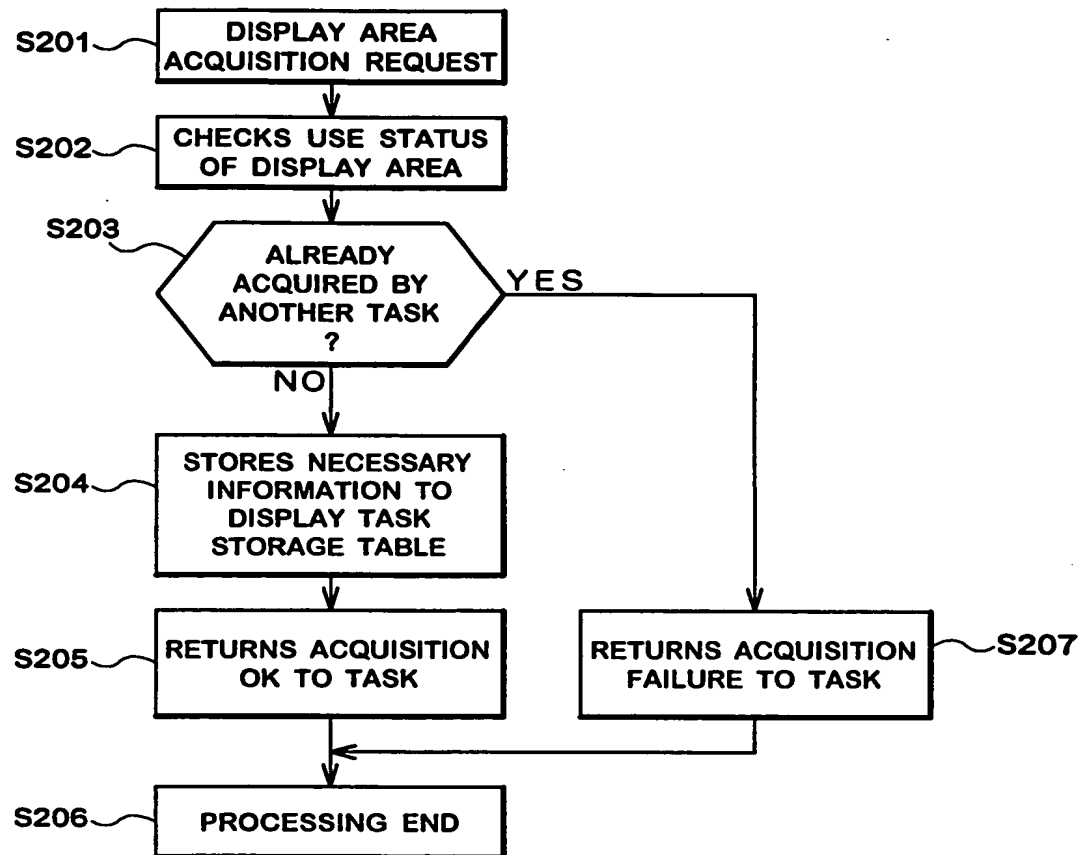 S201
DISPLAY AREA
ACQUISITION REQUEST
S202
CHECKS USE STATUS
OF DISPLAY AREA
S203
ALREADY
ACQUIRED BY
ANOTHER TASK
?
YES
NO
S204
STORES NECESSARY
INFORMATION TO
DISPLAY TASK
STORAGE TABLE
S205
RETURNS ACQUISITION
OK TO TASK
RETURNS ACQUISITION
FAILURE TO TASK
S207
S206
PROCESSING END